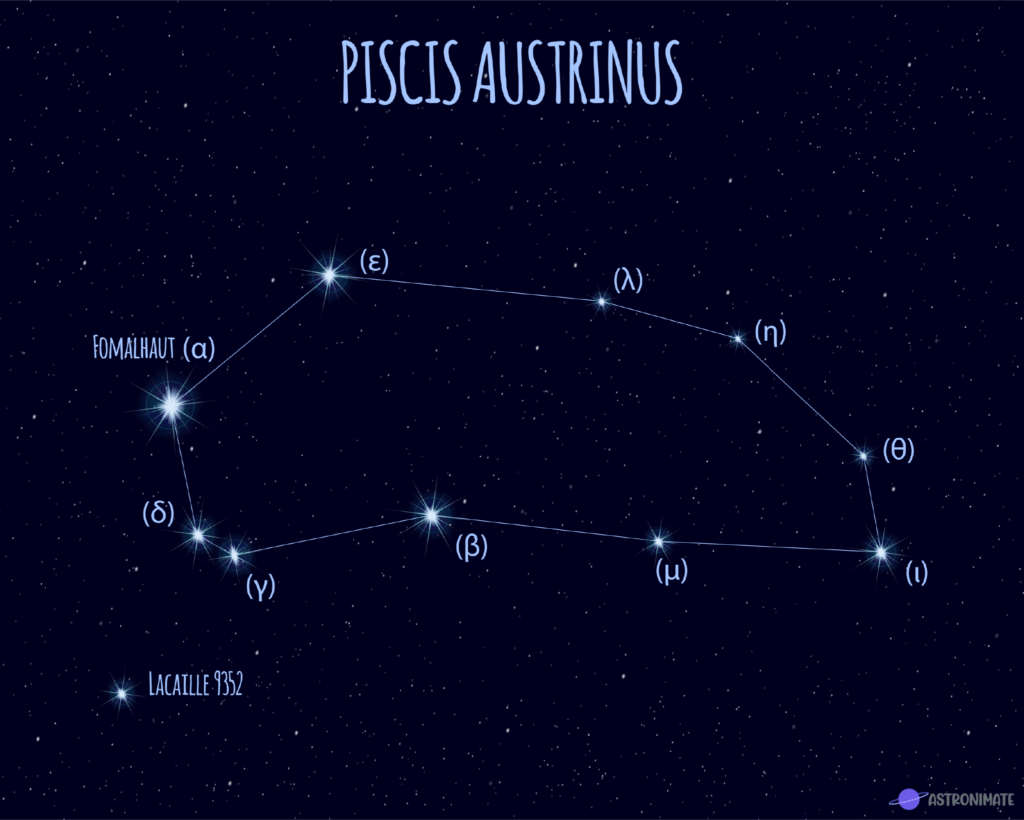 PISCIS AUSTRINUS
(ε)
(λ)
(η)
FOMALHAUT (α)
(θ)
(δ)
(β)
(γ)
(μ)
(ι)
LACAILLE 9352
ASTRONIMATE